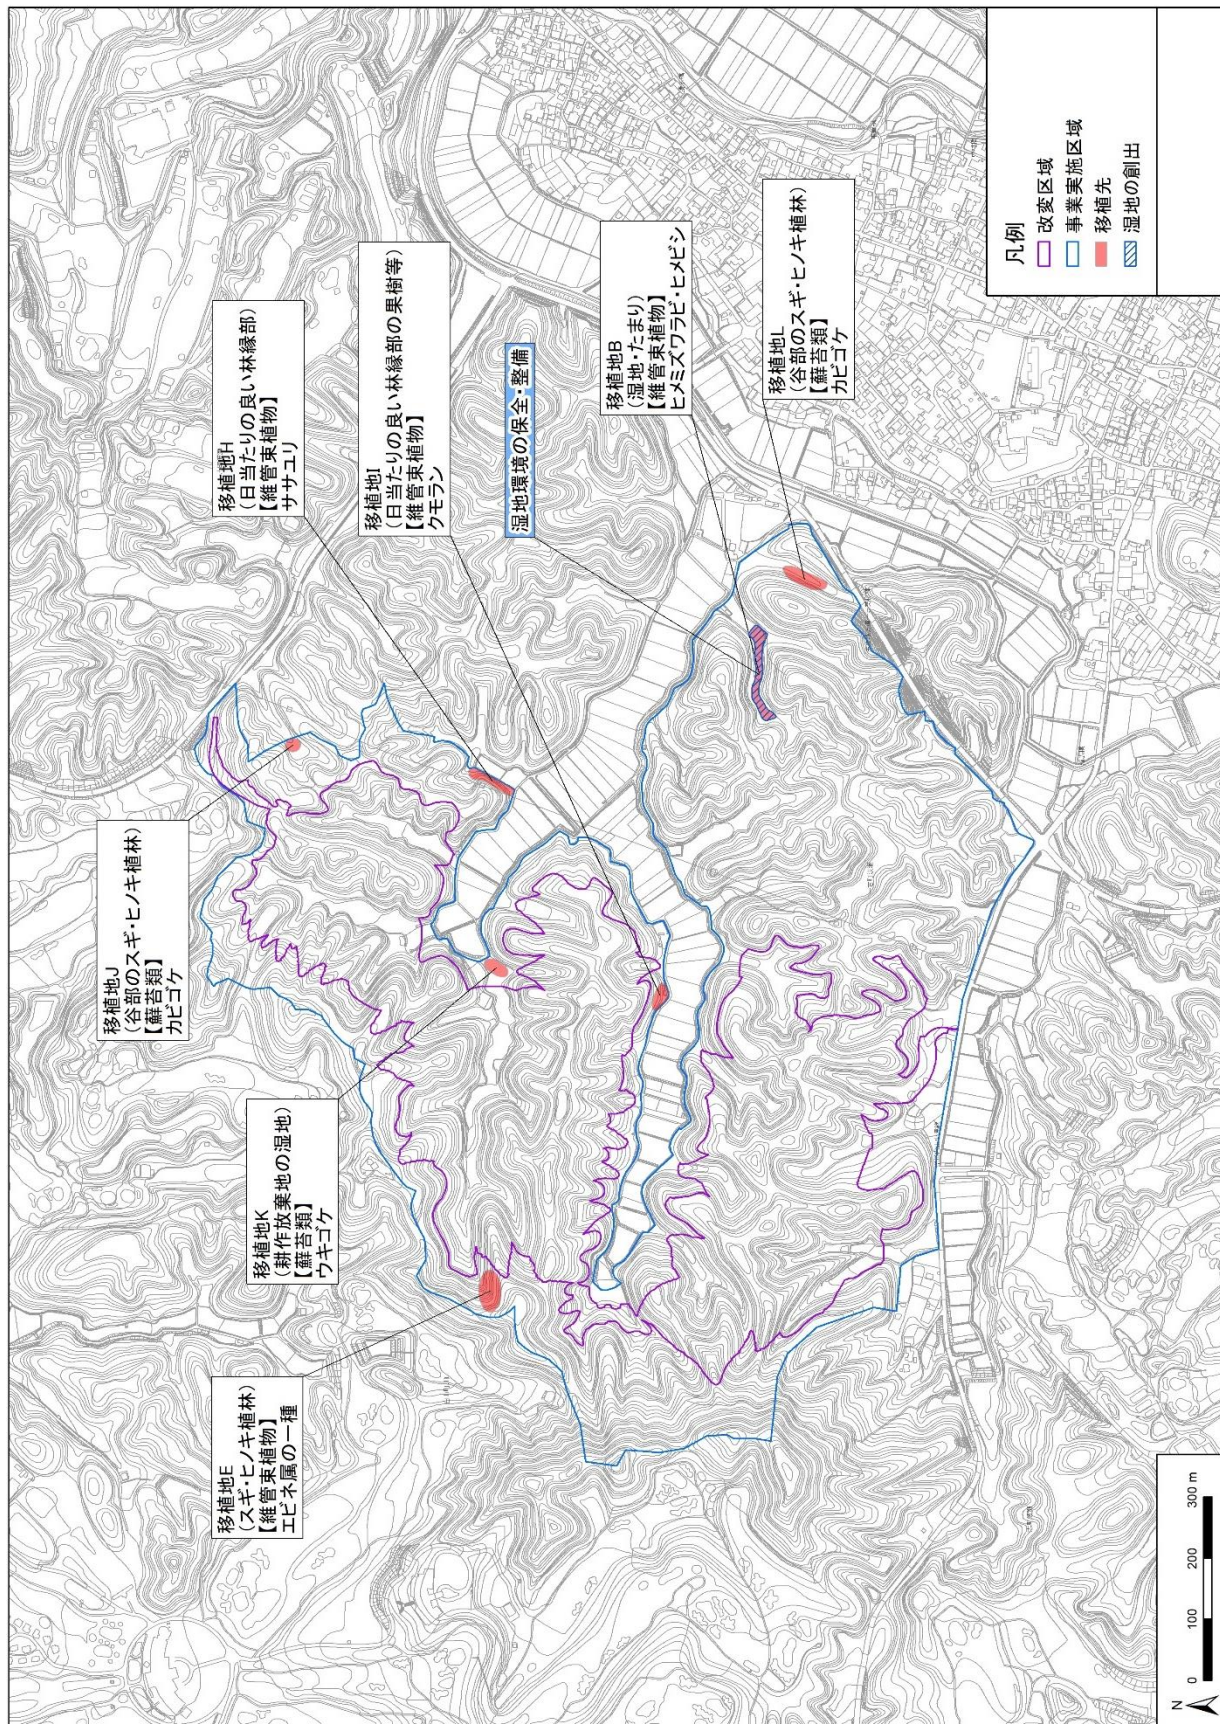 移植地E
(スギ・ヒノキ植林)
【維管束植物】
エビネ属の一種
移植地K
(耕作放棄地の湿地)
【蘚苔類】
ウキゴケ
移植地J
(谷部のスギ・ヒノキ植林)
【蘚苔類】
カビゴケ
移植地H
(日当たりの良い林縁部)
【維管束植物】
ササユリ
移植地I
(日当たりの良い林縁部の果樹等)
【維管束植物】
クモラン
湿地環境の保全・整備
移植地B
(湿地・たまり)
【維管束植物】
ヒメミズワラビ・ヒメビシ
移植地L
(谷部のスギ・ヒノキ植林)
【蘚苔類】
カビゴケ
凡例
改変区域
事業実施区域
移植先
湿地の創出
N
0 100 200 300 m